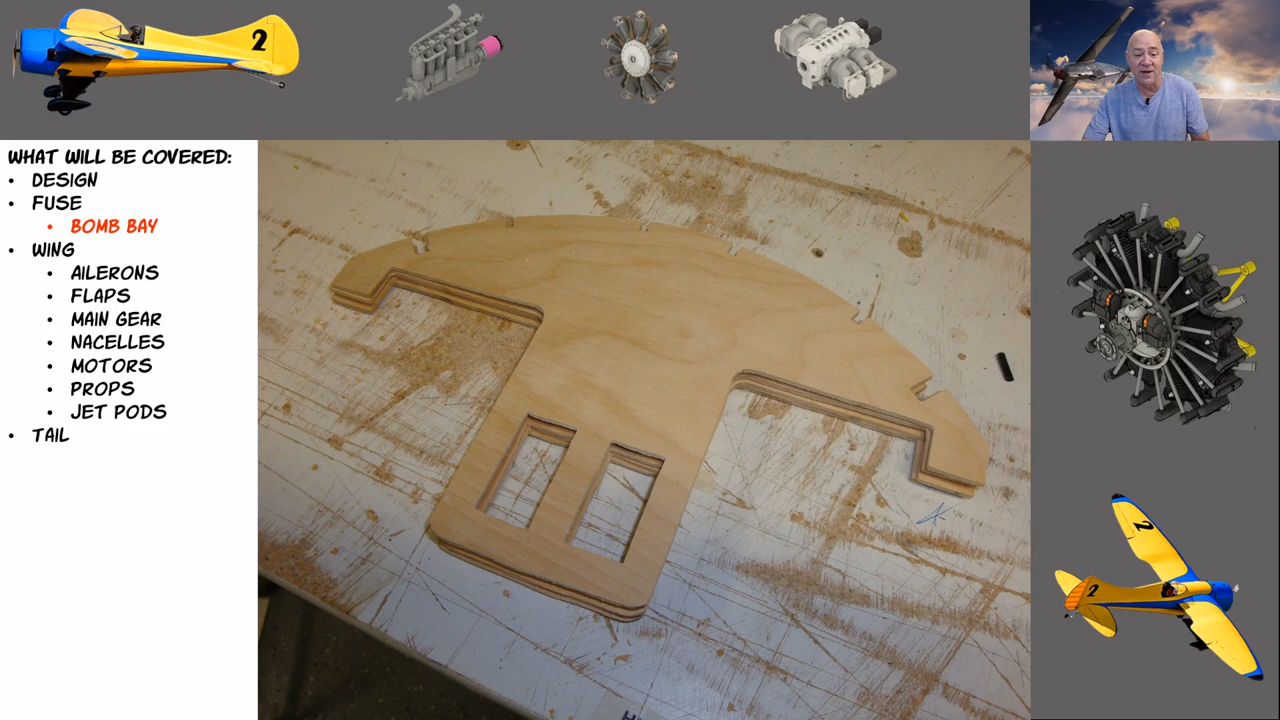 2
WHAT WILL BE COVERED:
• DESIGN
• FUSE
• BOMB BAY
• WING
• AILERONS
• FLAPS
• MAIN GEAR
• NACELLES
• MOTORS
• PROPS
• JET PODS
• TAIL
2
2